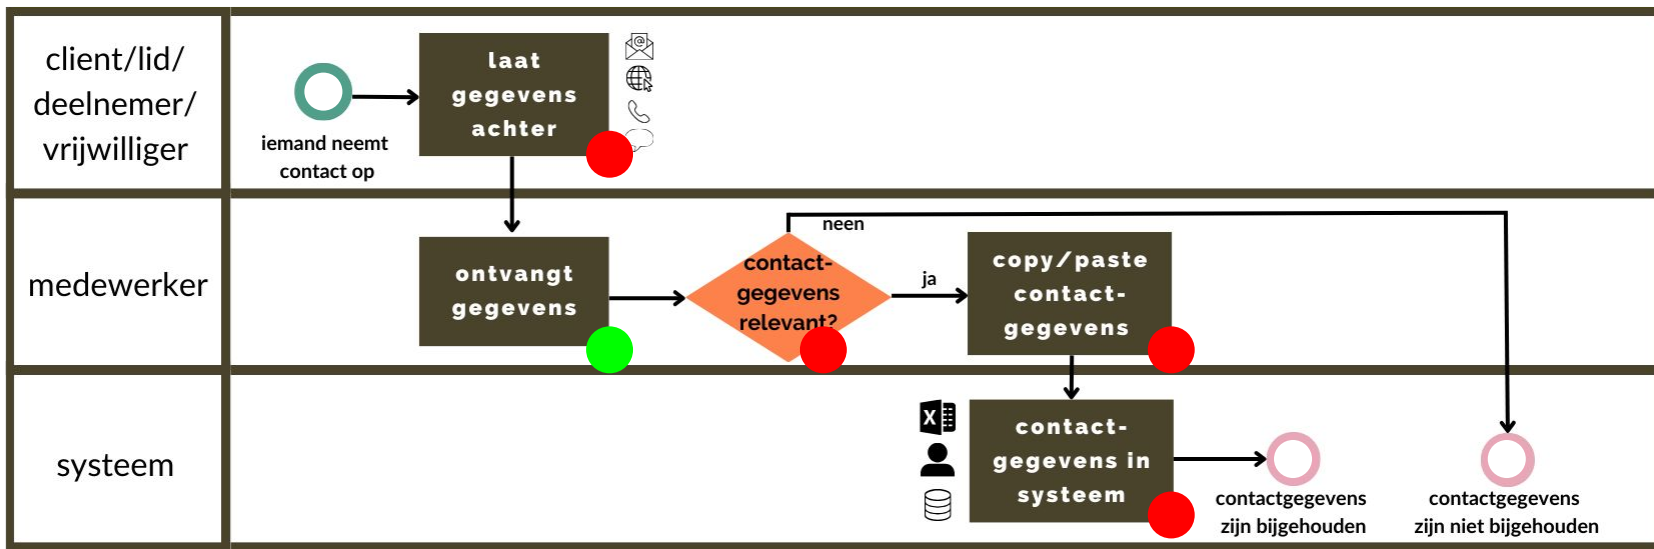 client/lid/
deelnemer/
vrijwilliger
iemand neemt
contact op
laat
gegevens
achter
medewerker
ontvangt
gegevens
contact-
gegevens
relevant?
neen
ja
copy/paste
contact-
gegevens
systeem
X
contact-
gegevens in
systeem
contactgegevens
zijn bijgehouden
contactgegevens
zijn niet bijgehouden